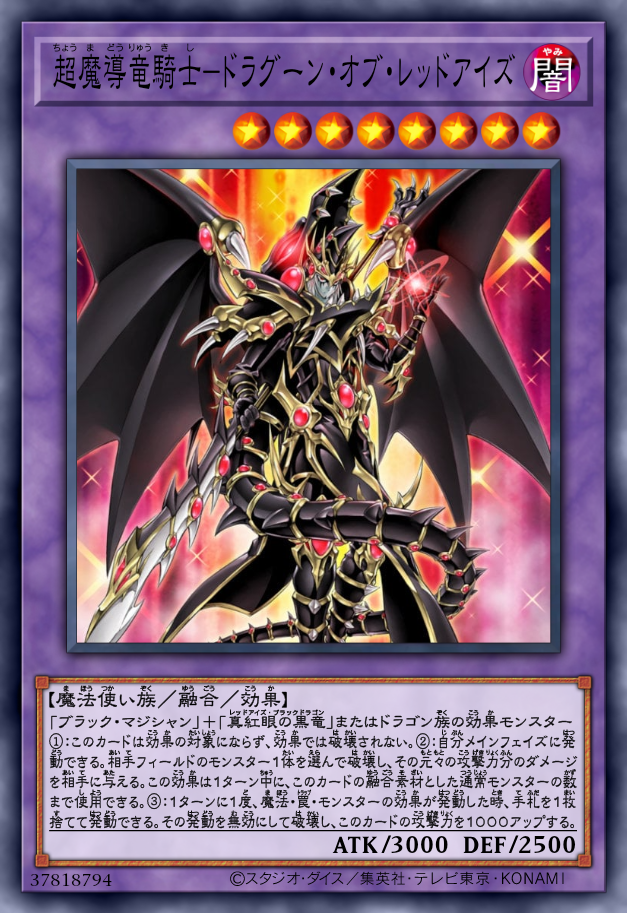 超魔導竜騎士－ドラグーン・オブ・レッドアイズ
闇
【魔法使い族／融合／効果】
「ブラック・マジシャン」＋「真紅眼の黒竜」またはドラゴン族の効果モンスター
①：このカードは効果の対象にならず、効果では破壊されない。②：自分メインフェイズに発
動できる。相手フィールドのモンスター1体を選んで破壊し、その元々の攻撃力分のダメージ
を相手に与える。この効果は1ターン中に、このカードの融合素材とした通常モンスターの数
まで使用できる。③：1ターンに1度、魔法・罠・モンスターの効果が発動した時、手札を1枚
捨てて発動できる。その発動を無効にして破壊し、このカードの攻撃力を1000アップする。
ATK/3000 DEF/2500
37818794 ©スタジオ・ダイス／集英社・テレビ東京・KONAMI